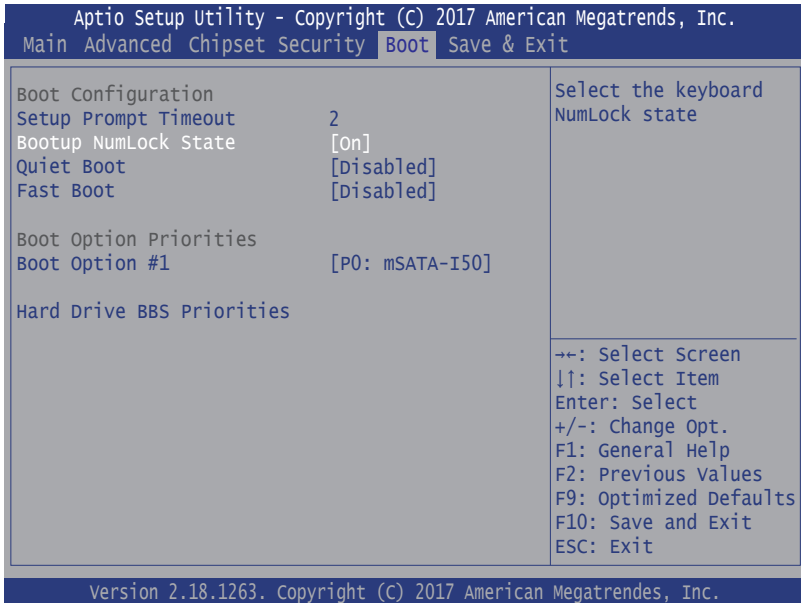 Aptio Setup Utility - Copyright (C) 2017 American Megatrends, Inc.
Main Advanced Chipset Security Boot Save & Exit
Boot Configuration
Setup Prompt Timeout 2
Bootup NumLock State [On]
Quiet Boot [Disabled]
Fast Boot [Disabled]
Boot Option Priorities
Boot Option #1 [P0: mSATA-I50]
Hard Drive BBS Priorities
Select the keyboard
NumLock state
→←: Select Screen
↓↑: Select Item
Enter: Select
+/-: Change Opt.
F1: General Help
F2: Previous Values
F9: Optimized Defaults
F10: Save and Exit
ESC: Exit
Version 2.18.1263. Copyright (C) 2017 American Megatrendes, Inc.